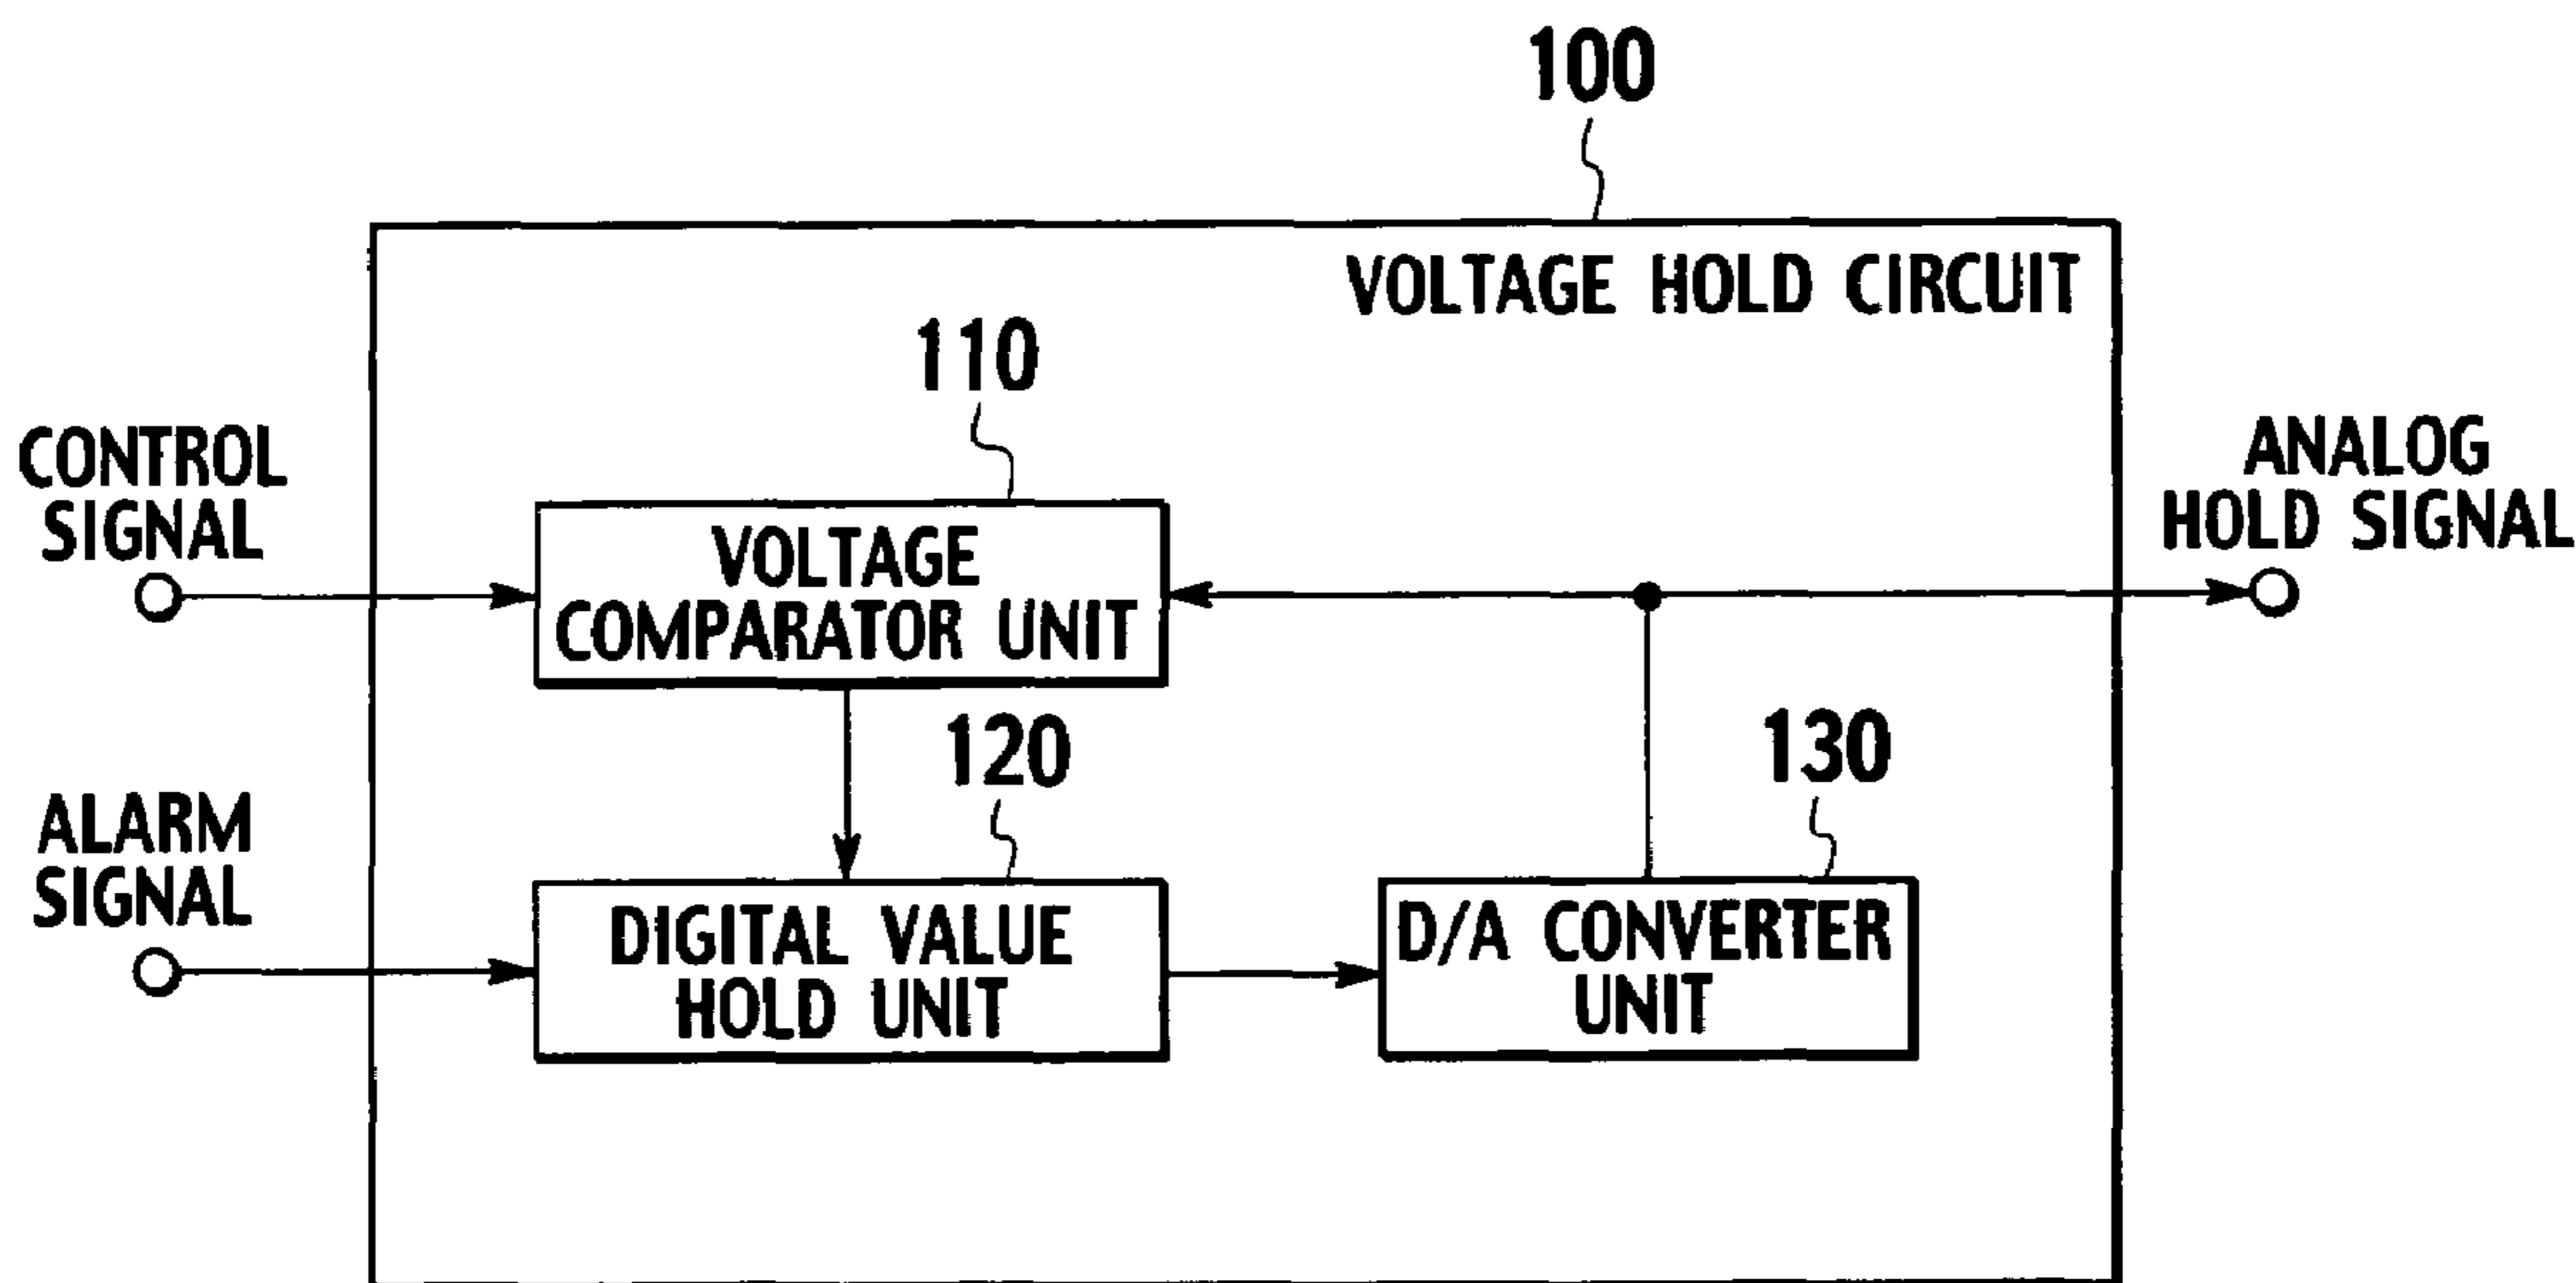 100
VOLTAGE HOLD CIRCUIT
110
CONTROL
SIGNAL
VOLTAGE
COMPARATOR UNIT
ANALOG
HOLD SIGNAL
120
130
ALARM
SIGNAL
DIGITAL VALUE
HOLD UNIT
D/A CONVERTER
UNIT